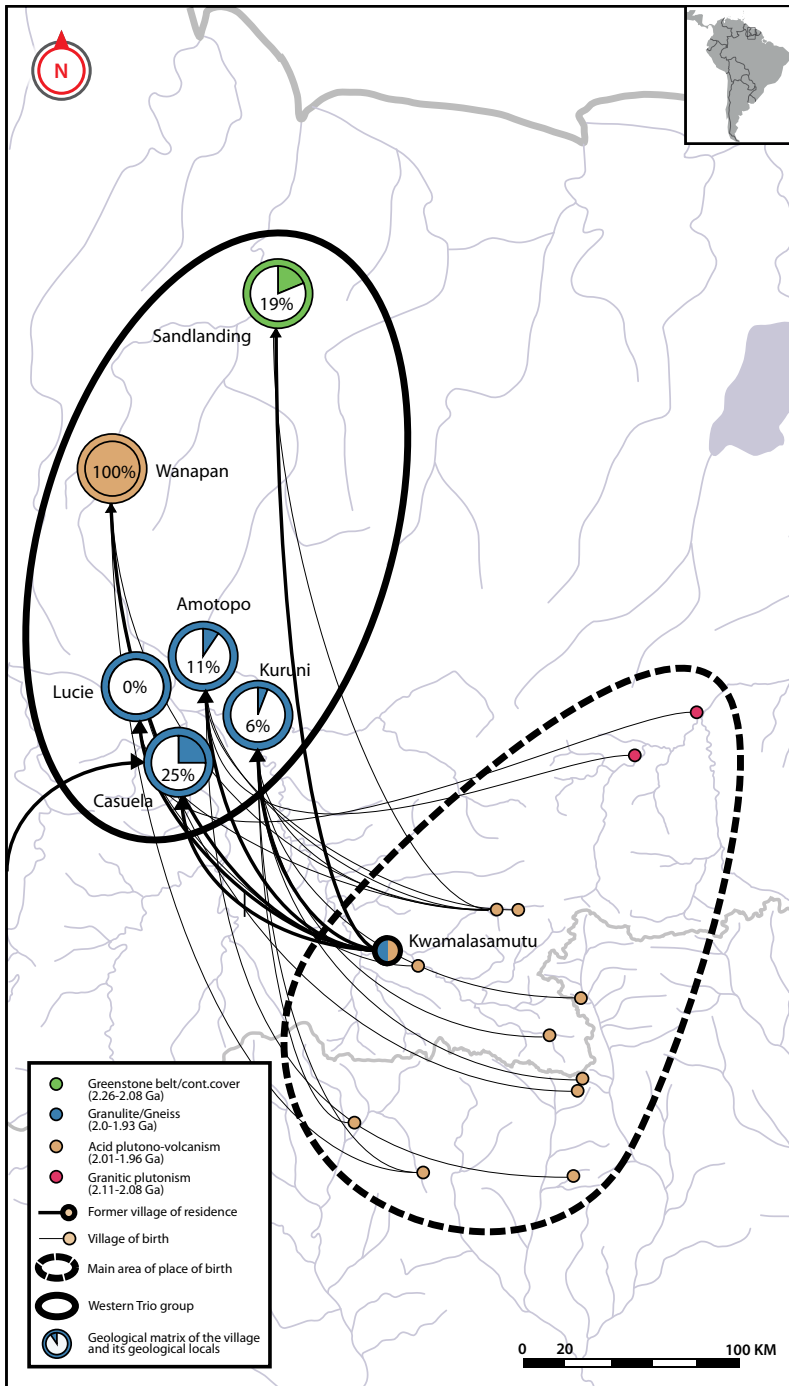 N
19%
Sandlanding
100%
Wanapan
Amotopo
11%
Kuruni
Lucie
0%
6%
25%
Casuela
Kwamalasamutu
Greenstone belt/cont.cover
(2.26-2.08 Ga)
Granulite/Gneiss
(2.0-1.93 Ga)
Acid plutono-volcanism
(2.01-1.96 Ga)
Granitic plutonism
(2.11-2.08 Ga)
Former village of residence
Village of birth
Main area of place of birth
Western Trio group
Geological matrix of the village
and its geological locals
0 20 100 KM